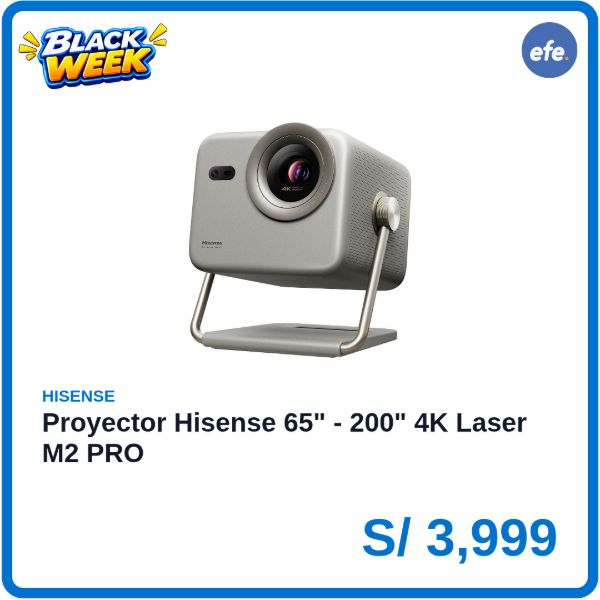 BLACK
WEEK
efe.
4K
Hisense
HISENSE
Proyector Hisense 65" - 200" 4K Laser
M2 PRO
S/ 3,999